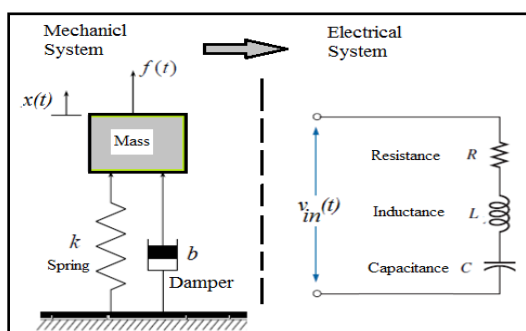 Mechanicl
System
Electrical
System
f(t)
x(t)
Mass
k
Spring
b
Damper
v_in(t)
Resistance R
Inductance L
Capacitance C